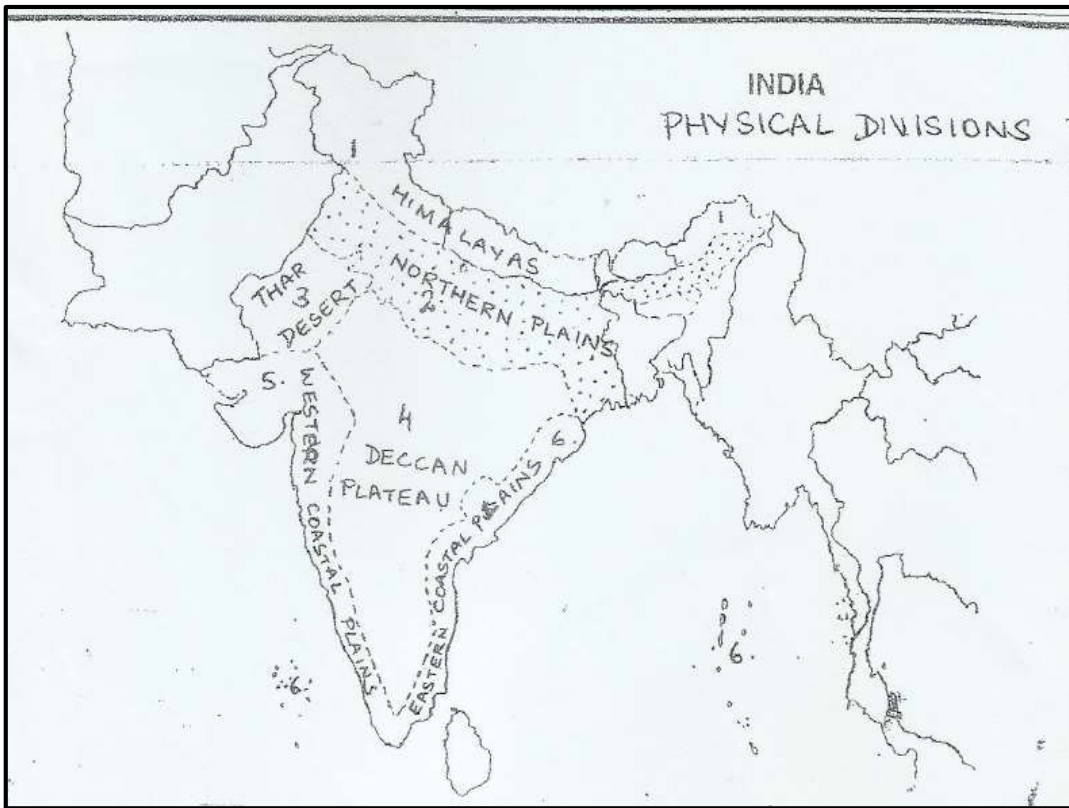 INDIA
PHYSICAL DIVISIONS
1
HIMALAYAS
1
NORTHERN PLAINS
2
THAR
3
DESERT
5.
WESTERN COASTAL PLAINS
4
DECCAN
PLATEAU
6.
EASTERN COASTAL PLAINS
6
6